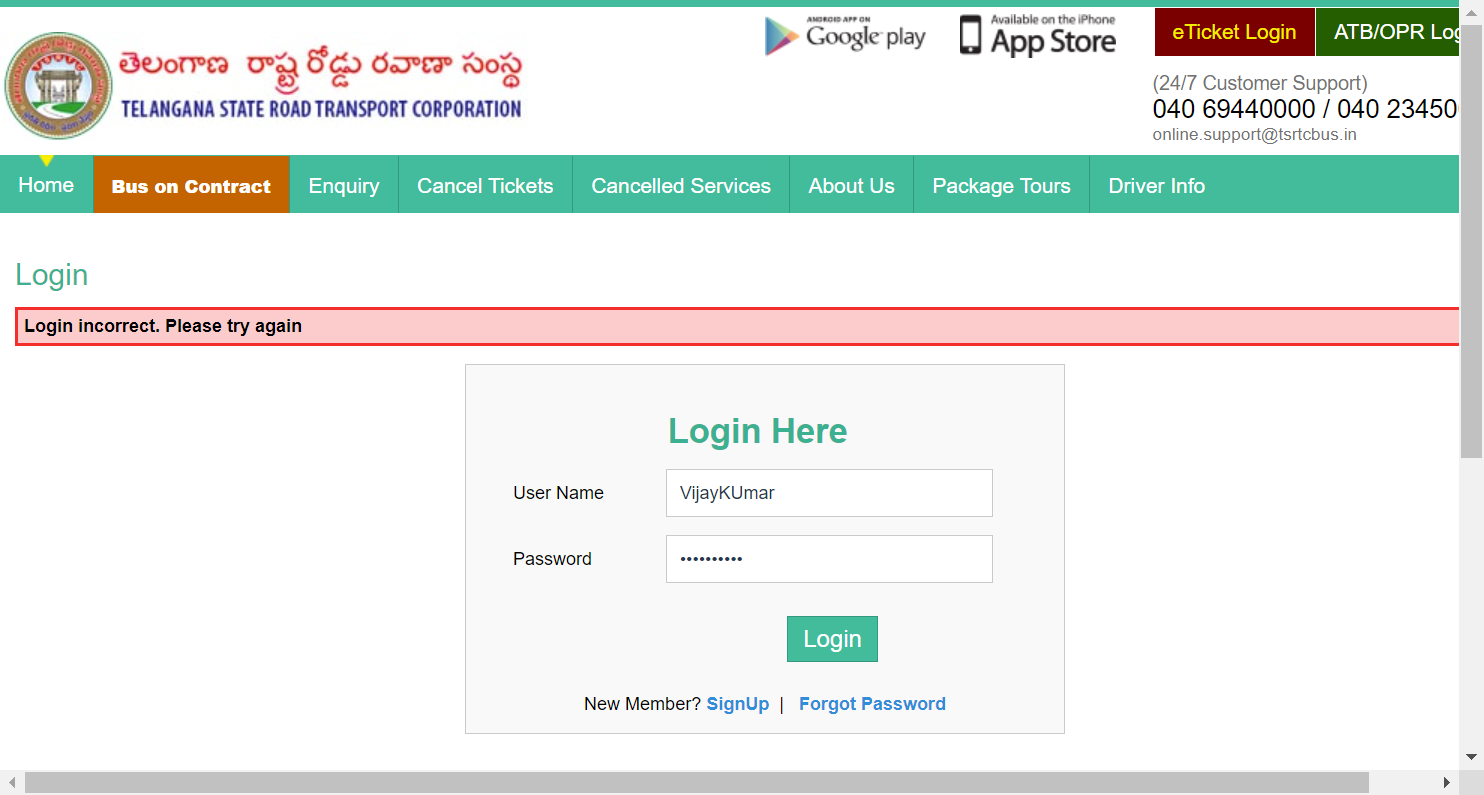 తెలంగాణ రాష్ట్ర రోడ్డు రవాణా సంస్థ
TELANGANA STATE ROAD TRANSPORT CORPORATION
ANDROID APP ON
Google play
Available on the iPhone
App Store
eTicket Login
ATB/OPR Log
(24/7 Customer Support)
040 69440000 / 040 234500
online.support@tsrtcbus.in
Home
Bus on Contract
Enquiry
Cancel Tickets
Cancelled Services
About Us
Package Tours
Driver Info
Login
Login incorrect. Please try again
Login Here
User Name
VijayKUmar
Password
••••••••••
Login
New Member? SignUp | Forgot Password